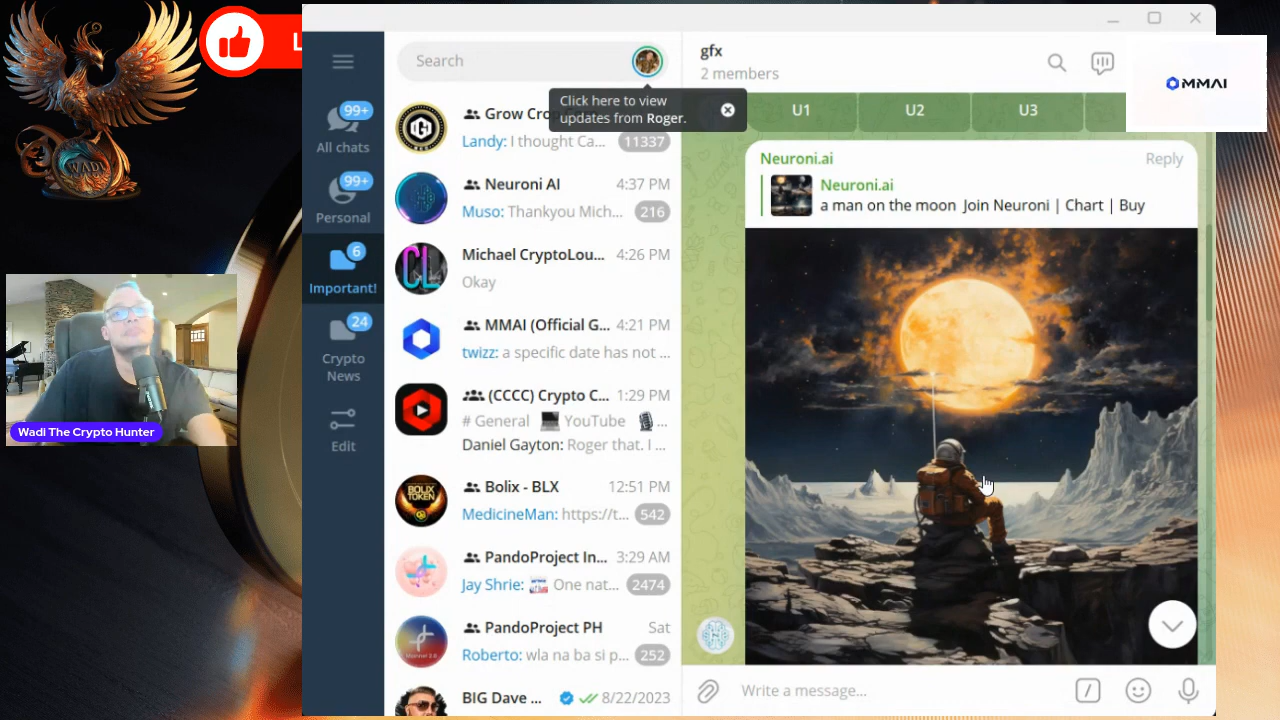 WADI
L
Wadi The Crypto Hunter
99+
All chats
99+
Personal
6
Important!
24
Crypto
News
Edit
Search
Click here to view
updates from Roger.
Grow Cro
Landy: I thought Ca... 11337
Neuroni AI 4:37 PM
Muso: Thankyou Mich... 216
Michael CryptoLou... 4:26 PM
Okay
MMAI (Official G... 4:21 PM
twizz: a specific date has not ...
(CCCC) Crypto C... 1:29 PM
# General 💻 YouTube 🎙 ...
Daniel Gayton: Roger that. I ...
BOLIX
TOKEN
Bolix - BLX 12:51 PM
MedicineMan: https://t... 542
PandoProject In... 3:29 AM
Jay Shrie: One nat... 2474
PandoProject PH Sat
Roberto: wla na ba si p... 252
BIG Dave ... 8/22/2023
gfx
2 members
MMAI
U1 U2 U3
Neuroni.ai Reply
Neuroni.ai
a man on the moon Join Neuroni | Chart | Buy
Write a message...